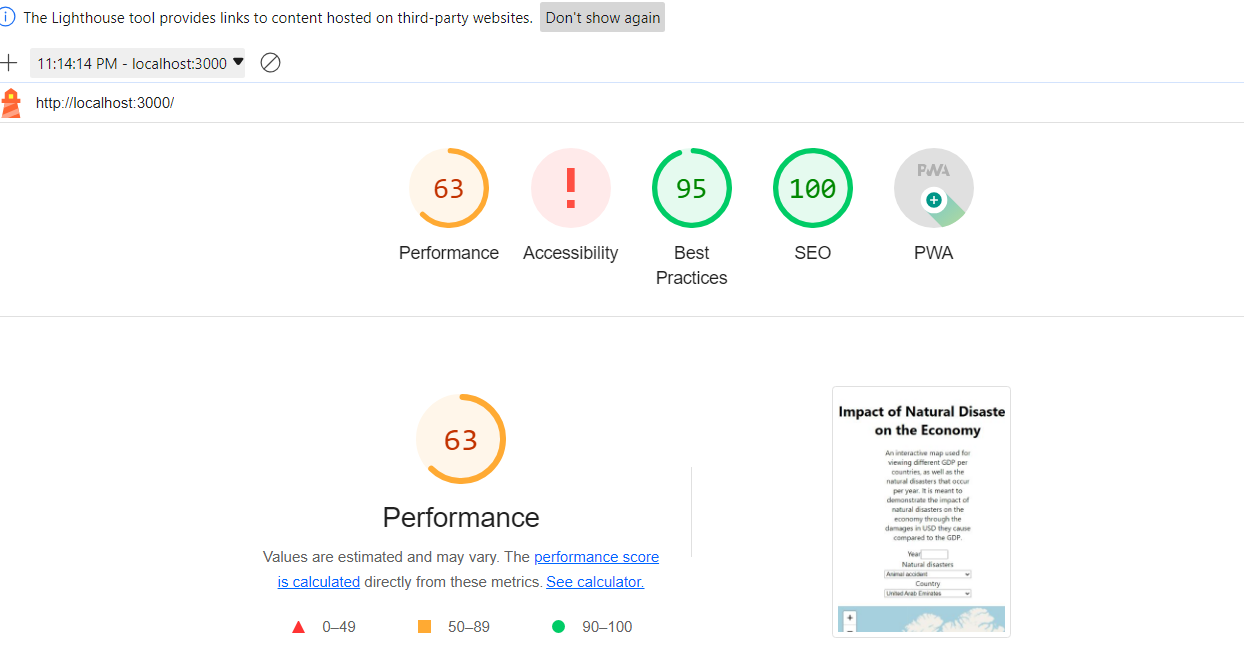 The Lighthouse tool provides links to content hosted on third-party websites. Don't show again
11:14:14 PM - localhost:3000
http://localhost:3000/
63
95
100
PWA
Performance
Accessibility
Best
Practices
SEO
PWA
63
Performance
Values are estimated and may vary. The performance score
is calculated directly from these metrics. See calculator.
0–49
50–89
90–100
Impact of Natural Disaste
on the Economy
An interactive map used for
viewing different GDP per
countries, as well as the
natural disasters that occur
per year. It is meant to
demonstrate the impact of
natural disasters on the
economy through the
damages in USD they cause
compared to the GDP.
Year
Natural disasters
Animal accident
Country
United Arab Emirates
+